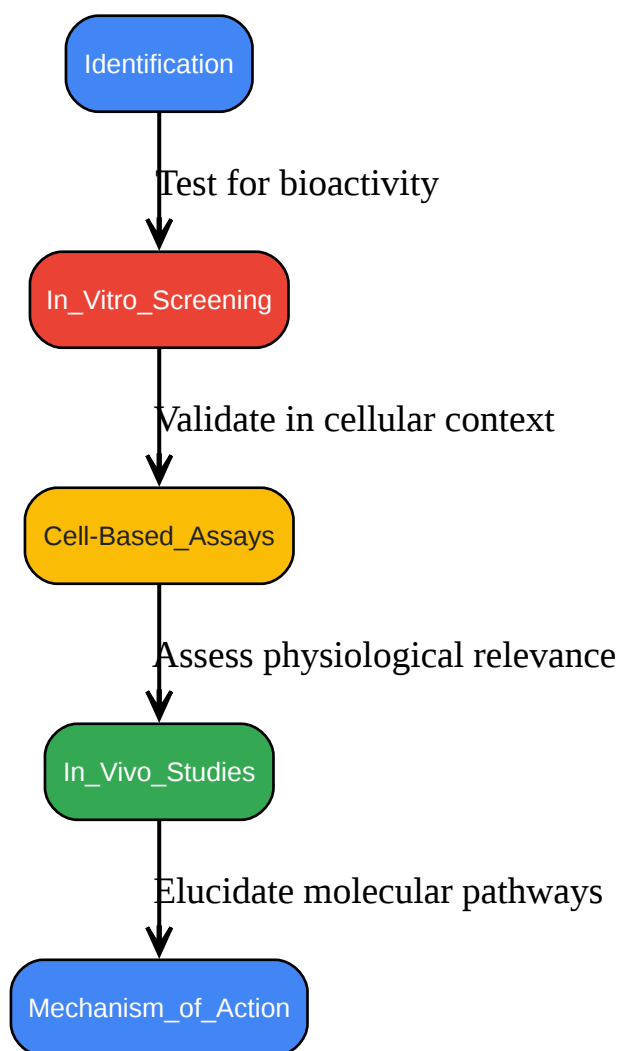 Identification
Test for bioactivity
In_Vitro_Screening
Validate in cellular context
Cell-Based_Assays
Assess physiological relevance
In_Vivo_Studies
Elucidate molecular pathways
Mechanism_of_Action